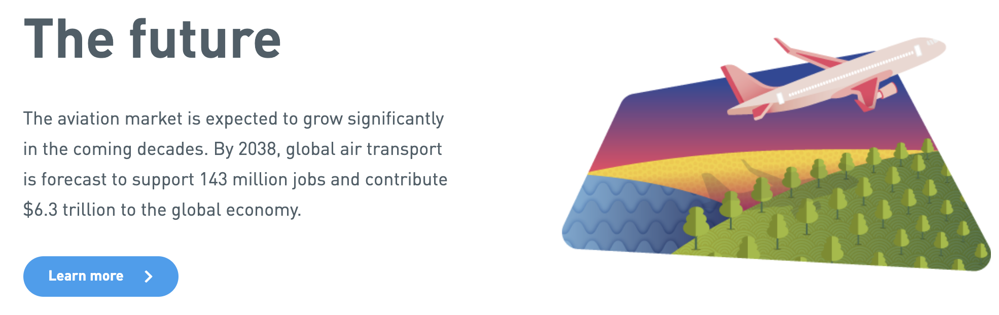 The future
The aviation market is expected to grow significantly
in the coming decades. By 2038, global air transport
is forecast to support 143 million jobs and contribute
$6.3 trillion to the global economy.
Learn more